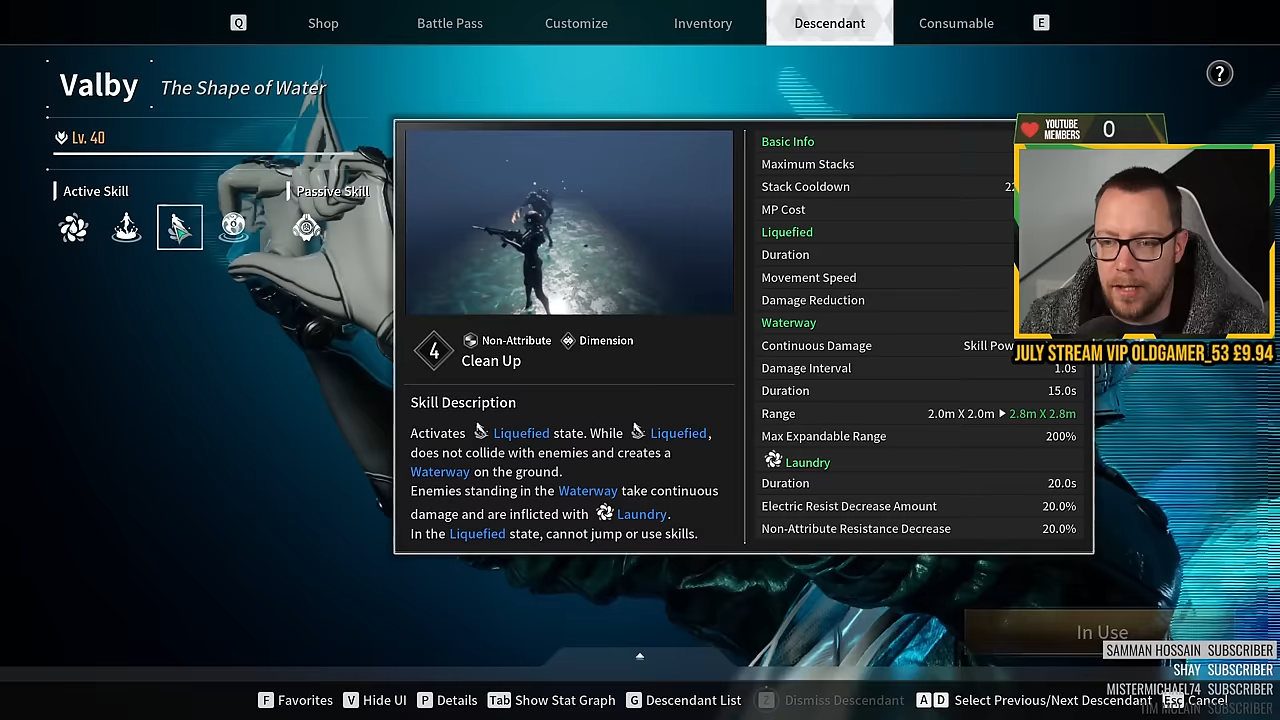 Q Shop Battle Pass Customize Inventory Descendant Consumable E
Valby The Shape of Water
?
Lv. 40
Active Skill Passive Skill
4
Non-Attribute Dimension
Clean Up
Skill Description
Activates Liquefied state. While Liquefied,
does not collide with enemies and creates a
Waterway on the ground.
Enemies standing in the Waterway take continuous
damage and are inflicted with Laundry.
In the Liquefied state, cannot jump or use skills.
Basic Info
Maximum Stacks
Stack Cooldown
MP Cost
Liquefied
Duration
Movement Speed
Damage Reduction
Waterway
Continuous Damage Skill Pow
Damage Interval 1.0s
Duration 15.0s
Range 2.0m X 2.0m 2.8m X 2.8m
Max Expandable Range 200%
Laundry
Duration 20.0s
Electric Resist Decrease Amount 20.0%
Non-Attribute Resistance Decrease 20.0%
YOUTUBE
MEMBERS 0
JULY STREAM VIP OLDGAMER_53 £9.94
In Use
SAMMAN HOSSAIN SUBSCRIBER
SHAY SUBSCRIBER
MISTERMICHAEL74 SUBSCRIBER
SUBSCRIBER
F Favorites V Hide UI P Details Tab Show Stat Graph G Descendant List Z Dismiss Descendant A D Select Previous/Next Descendant Cancel